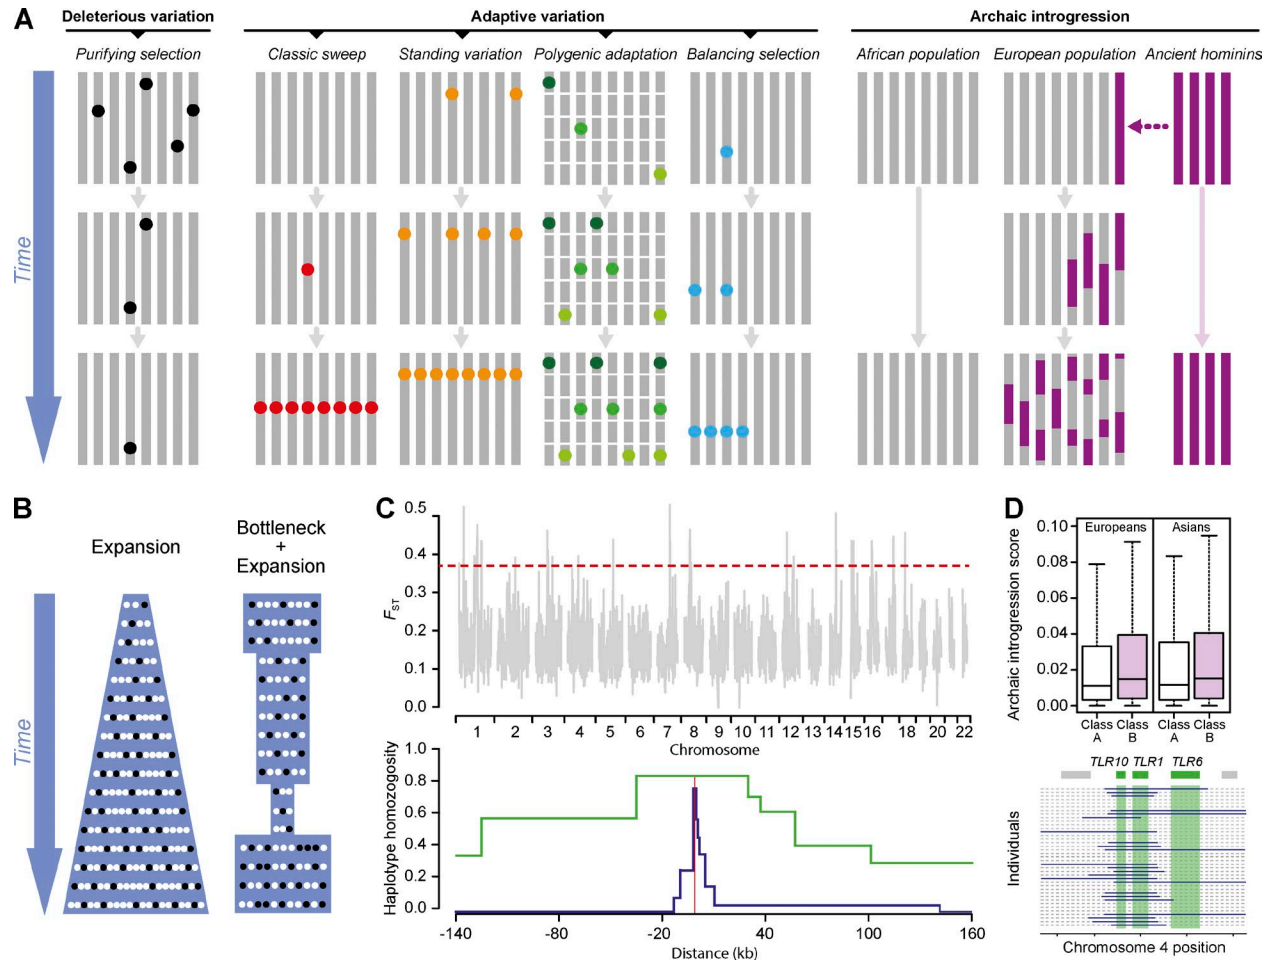 A
Deleterious variation
Adaptive variation
Archaic introgression
Purifying selection
Classic sweep
Standing variation
Polygenic adaptation
Balancing selection
African population
European population
Ancient hominins
Time
B
Expansion
Bottleneck
+
Expansion
Time
C
0.5
0.4
0.3
0.2
0.1
0.0
FST
1 2 3 4 5 6 7 8 9 10 11 12 14 15 16 18 20 22
Chromosome
1.0
0.8
0.6
0.4
0.2
0.0
Haplotype homozogosity
-140 -80 -20 40 100 160
Distance (kb)
D
Europeans Asians
0.10
0.08
0.06
0.04
0.02
0.00
Archaic introgression score
Class A
Class B
Class A
Class B
TLR10 TLR1 TLR6
Individuals
Chromosome 4 position